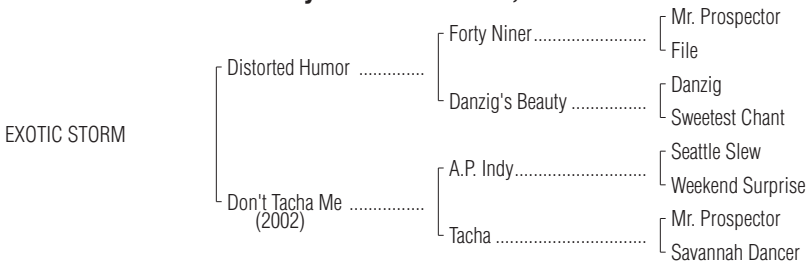 Mr. Prospector
Forty Niner
File
Distorted Humor
Danzig
Danzig's Beauty
Sweetest Chant
EXOTIC STORM
Seattle Slew
A.P. Indy
Weekend Surprise
Don't Tacha Me
(2002)
Mr. Prospector
Tacha
Savannah Dancer